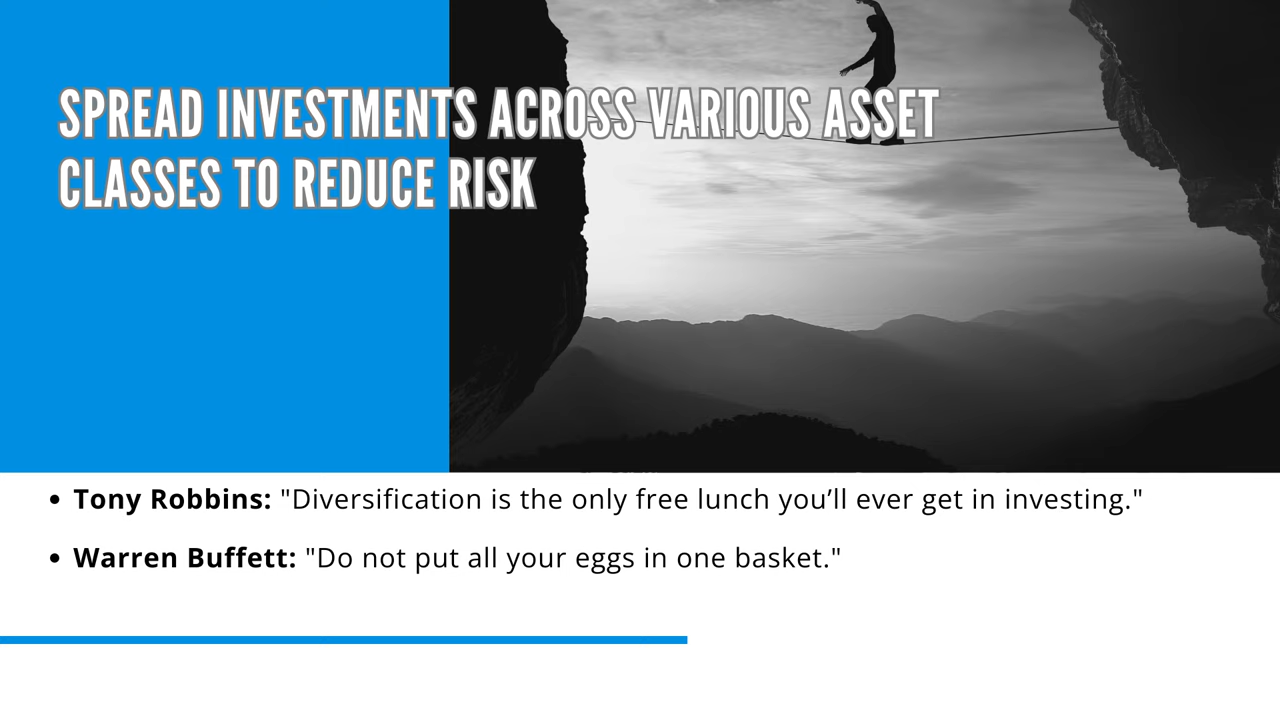 SPREAD INVESTMENTS ACROSS VARIOUS ASSET
CLASSES TO REDUCE RISK
• Tony Robbins: "Diversification is the only free lunch you’ll ever get in investing."
• Warren Buffett: "Do not put all your eggs in one basket."